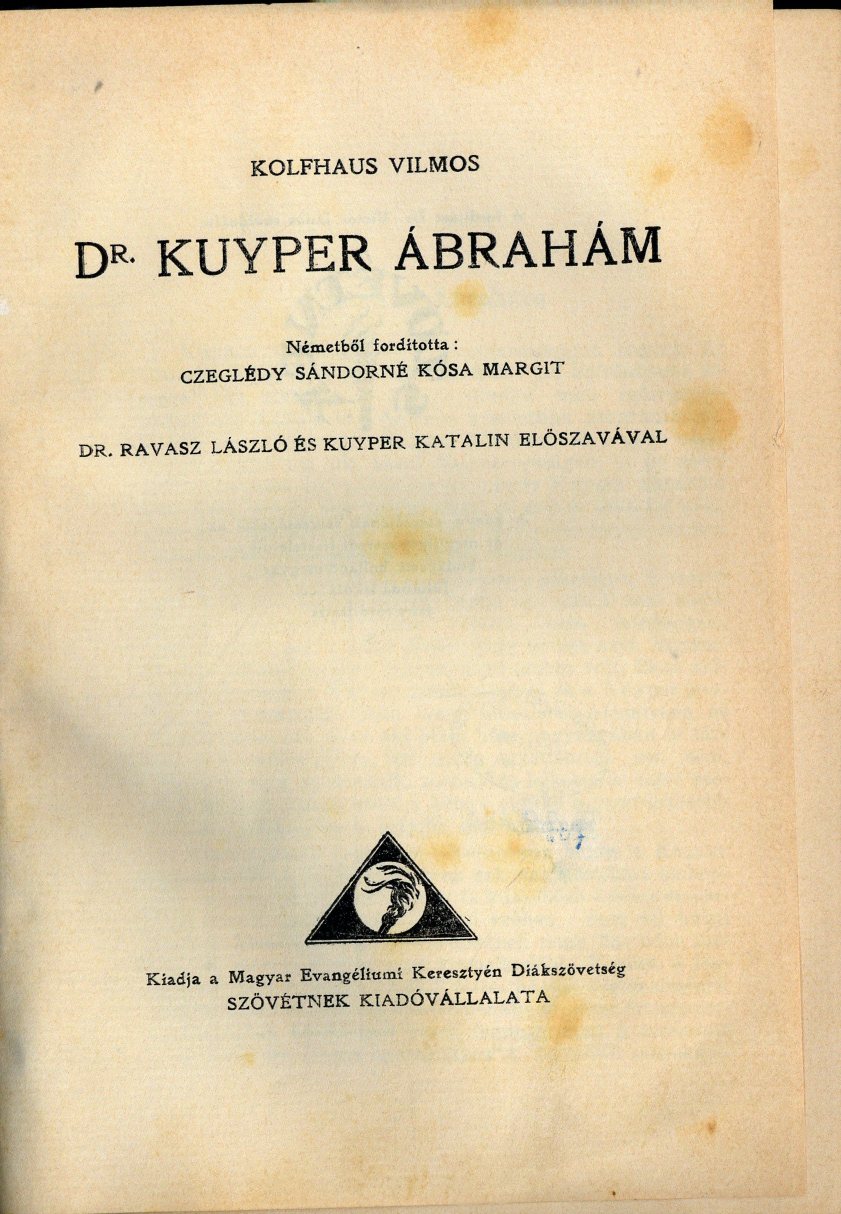 KOLFHAUS VILMOS
DR. KUYPER ÁBRAHÁM
Németből fordította :
CZEGLÉDY SÁNDORNÉ KÓSA MARGIT
DR. RAVASZ LÁSZLÓ ÉS KUYPER KATALIN ELŐSZAVÁVAL
Kiadja a Magyar Evangéliumi Keresztyén Diákszövetség
SZÖVÉTNEK KIADÓVÁLLALATA